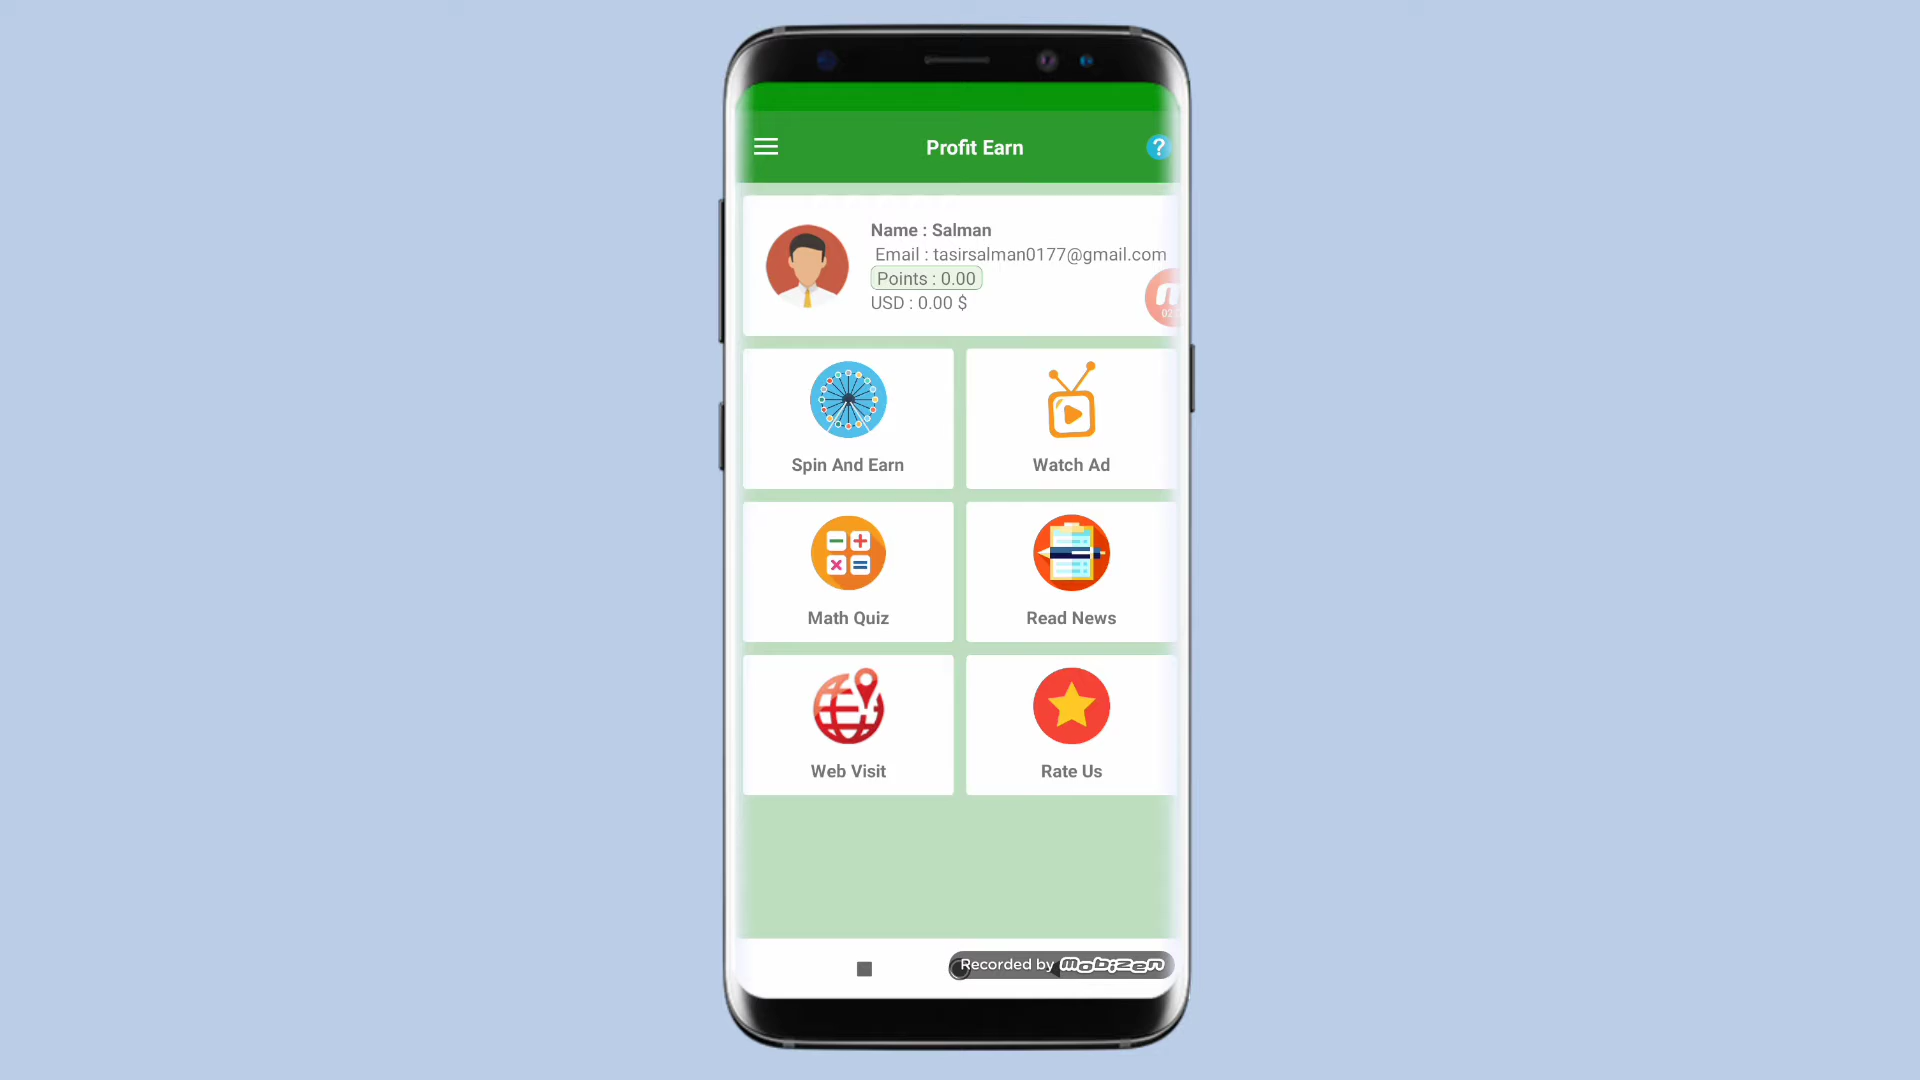 Profit Earn
?
Name : Salman
Email : tasirsalman0177@gmail.com
Points : 0.00
USD : 0.00 $
Spin And Earn
Watch Ad
Math Quiz
Read News
Web Visit
Rate Us
Recorded by mobizen